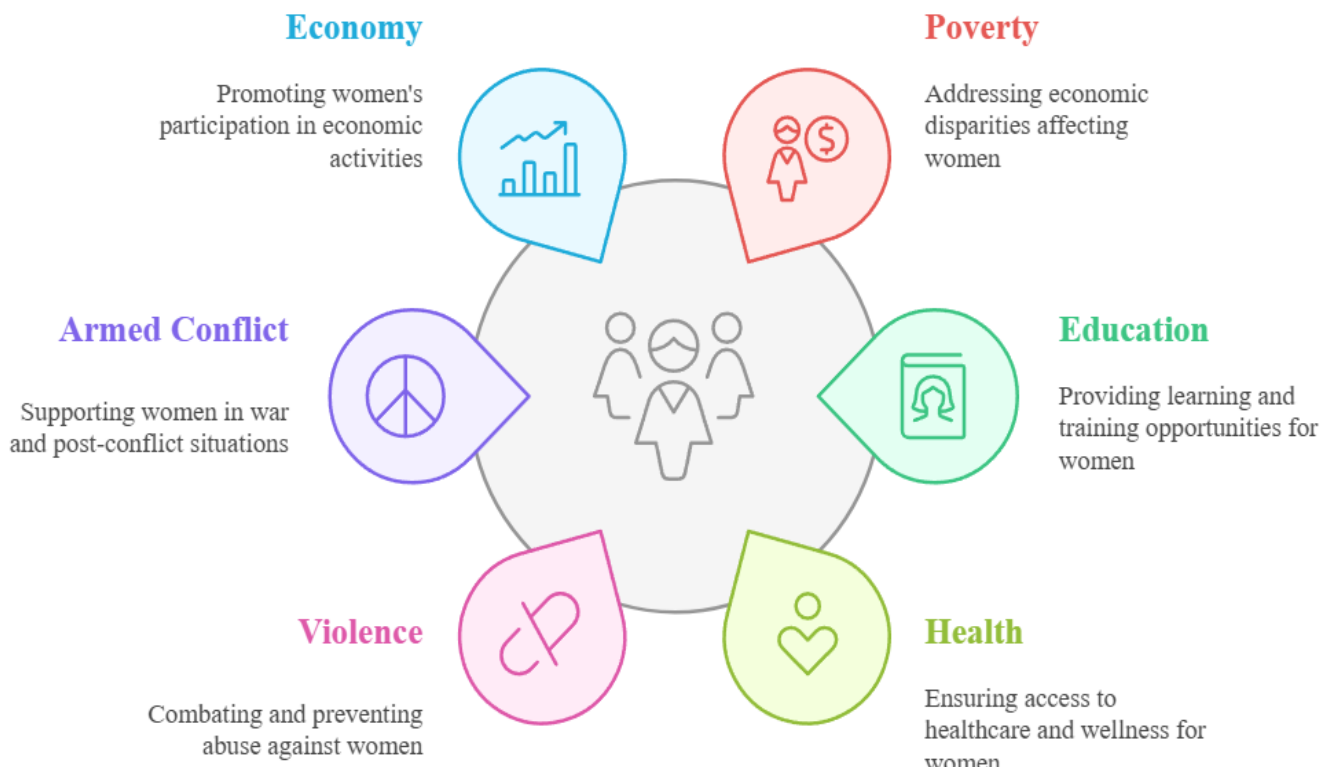 Economy
Promoting women's
participation in economic
activities
Poverty
Addressing economic
disparities affecting
women
$
Armed Conflict
Supporting women in war
and post-conflict situations
Education
Providing learning and
training opportunities for
women
Violence
Combating and preventing
abuse against women
Health
Ensuring access to
healthcare and wellness for
women